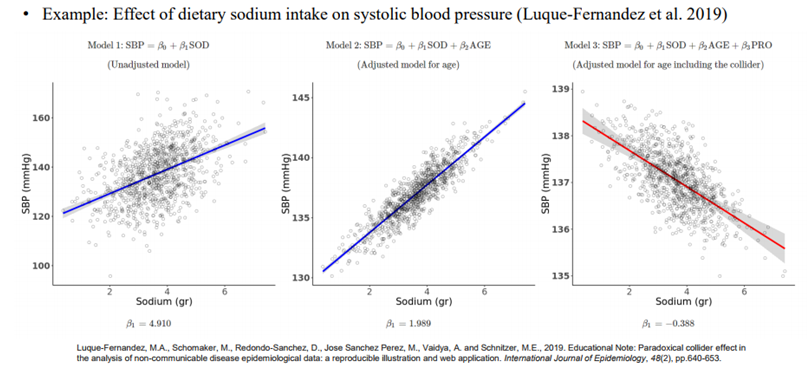 • Example: Effect of dietary sodium intake on systolic blood pressure (Luque-Fernandez et al. 2019)
Model 1: SBP = β₀ + β₁SOD
(Unadjusted model)
160
140
120
100
SBP (mmHg)
2
4
6
Sodium (gr)
β₁ = 4.910
Model 2: SBP = β₀ + β₁SOD + β₂AGE
(Adjusted model for age)
145
140
135
130
SBP (mmHg)
2
4
6
Sodium (gr)
β₁ = 1.989
Model 3: SBP = β₀ + β₁SOD + β₂AGE + β₃PRO
(Adjusted model for age including the collider)
139
138
137
136
135
SBP (mmHg)
2
4
6
Sodium (gr)
β₁ = −0.388
Luque-Fernandez, M.A., Schomaker, M., Redondo-Sanchez, D., Jose Sanchez Perez, M., Vaidya, A. and Schnitzer, M.E., 2019. Educational Note: Paradoxical collider effect in
the analysis of non-communicable disease epidemiological data: a reproducible illustration and web application. International Journal of Epidemiology, 48(2), pp.640-653.